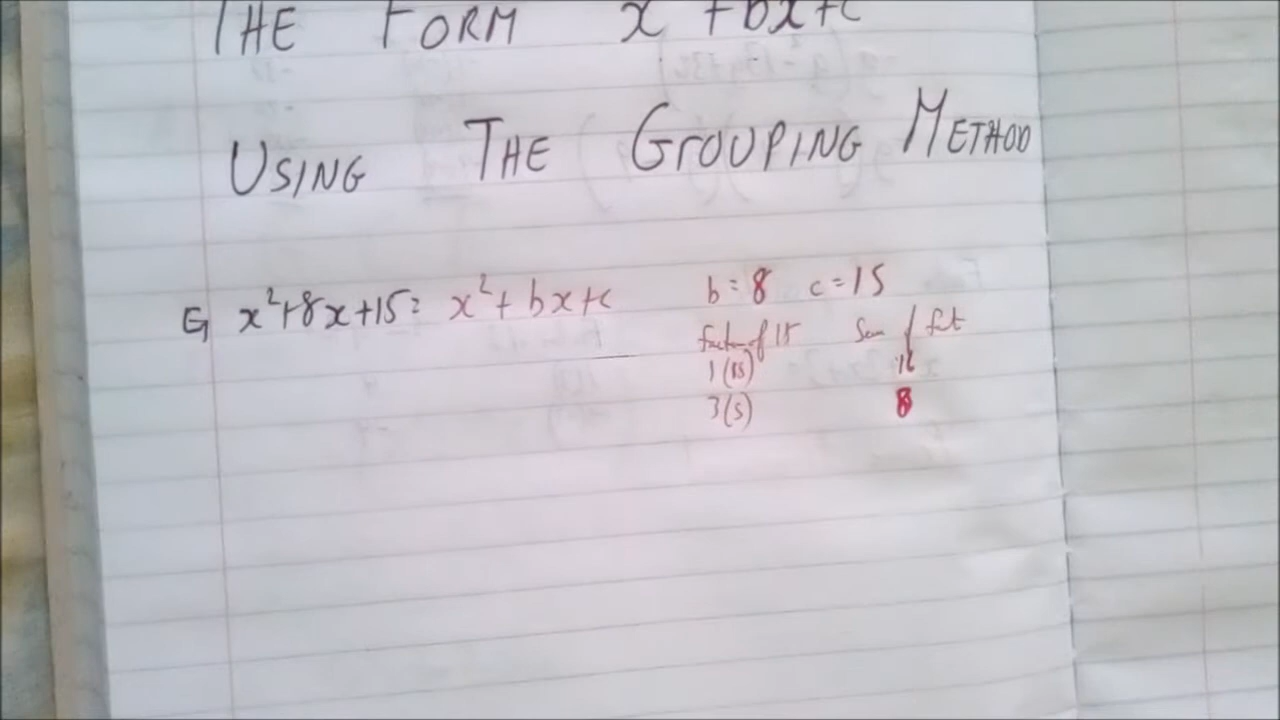 THE FORM x +bx+c
USING THE GROUPING METHOD
Eg x²+8x+15= x²+bx+c b=8 c=15
factors of 15 Sum of fct
1(15) 16
3(5) 8